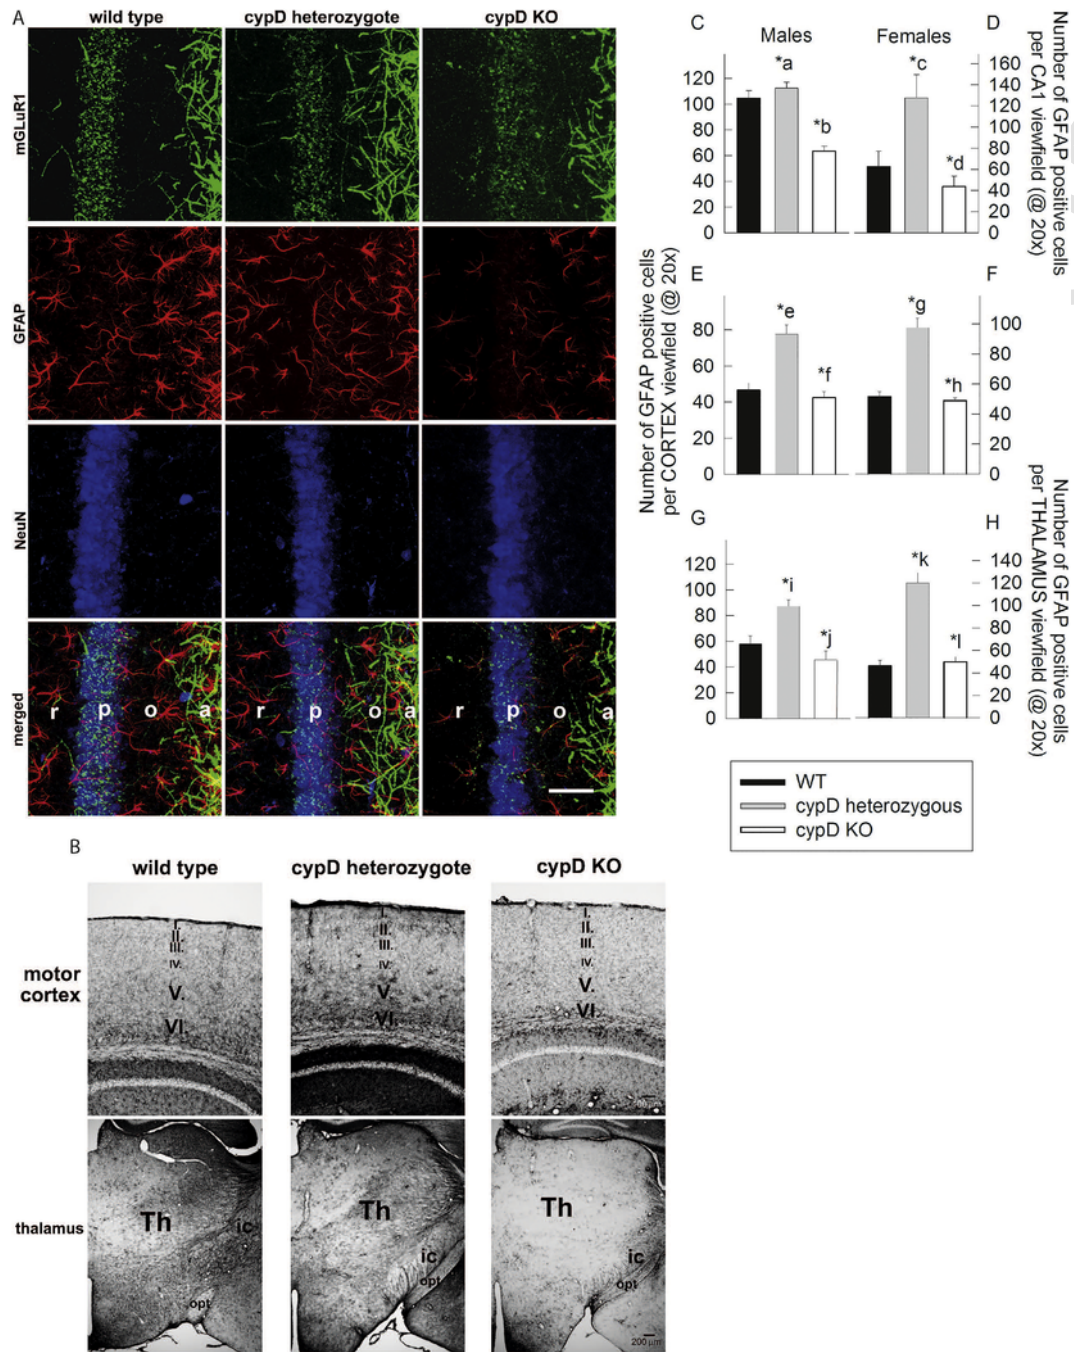 A
wild type
cypD heterozygote
cypD KO
mGLuR1
GFAP
NeuN
merged
r p o a
r p o a
r p o a
B
wild type
cypD heterozygote
cypD KO
motor
cortex
I.
II.
III.
IV.
V.
VI.
I.
II.
III.
IV.
V.
VI.
I.
II.
III.
IV.
V.
VI.
thalamus
Th
ic
opt
Th
ic
opt
Th
ic
opt
200 µm
C
Males
Females
D
120
100
80
60
40
20
0
*a
*b
*c
*d
160
140
120
100
80
60
40
20
0
Number of GFAP positive cells
per CA1 viewfield (@ 20x)
Number of GFAP positive cells
per CORTEX viewfield (@ 20x)
E
F
80
60
40
20
0
*e
*f
*g
*h
100
80
60
40
20
0
G
H
120
100
80
60
40
20
0
*i
*j
*k
*l
140
120
100
80
60
40
20
0
Number of GFAP positive cells
per THALAMUS viewfield (@ 20x)
WT
cypD heterozygous
cypD KO